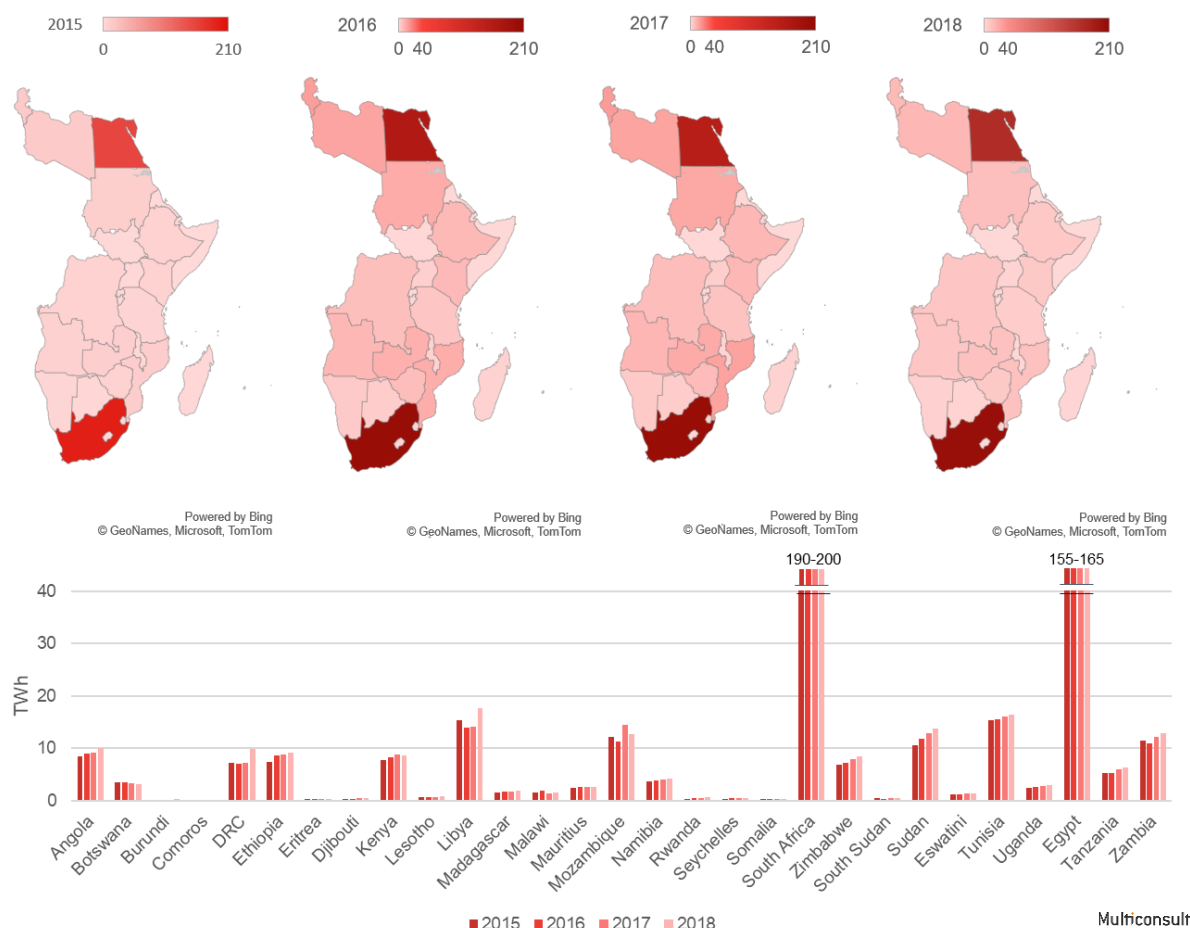 2015
0 210
2016
0 40 210
2017
0 40 210
2018
0 40 210
Powered by Bing
© GeoNames, Microsoft, TomTom
Powered by Bing
© GeoNames, Microsoft, TomTom
Powered by Bing
© GeoNames, Microsoft, TomTom
Powered by Bing
© GeoNames, Microsoft, TomTom
190-200
155-165
TWh
40
30
20
10
0
Angola
Botswana
Burundi
Comoros
DRC
Ethiopia
Eritrea
Djibouti
Kenya
Lesotho
Libya
Madagascar
Malawi
Mauritius
Mozambique
Namibia
Rwanda
Seychelles
Somalia
South Africa
Zimbabwe
South Sudan
Sudan
Eswatini
Tunisia
Uganda
Egypt
Tanzania
Zambia
2015 2016 2017 2018
Multiconsult